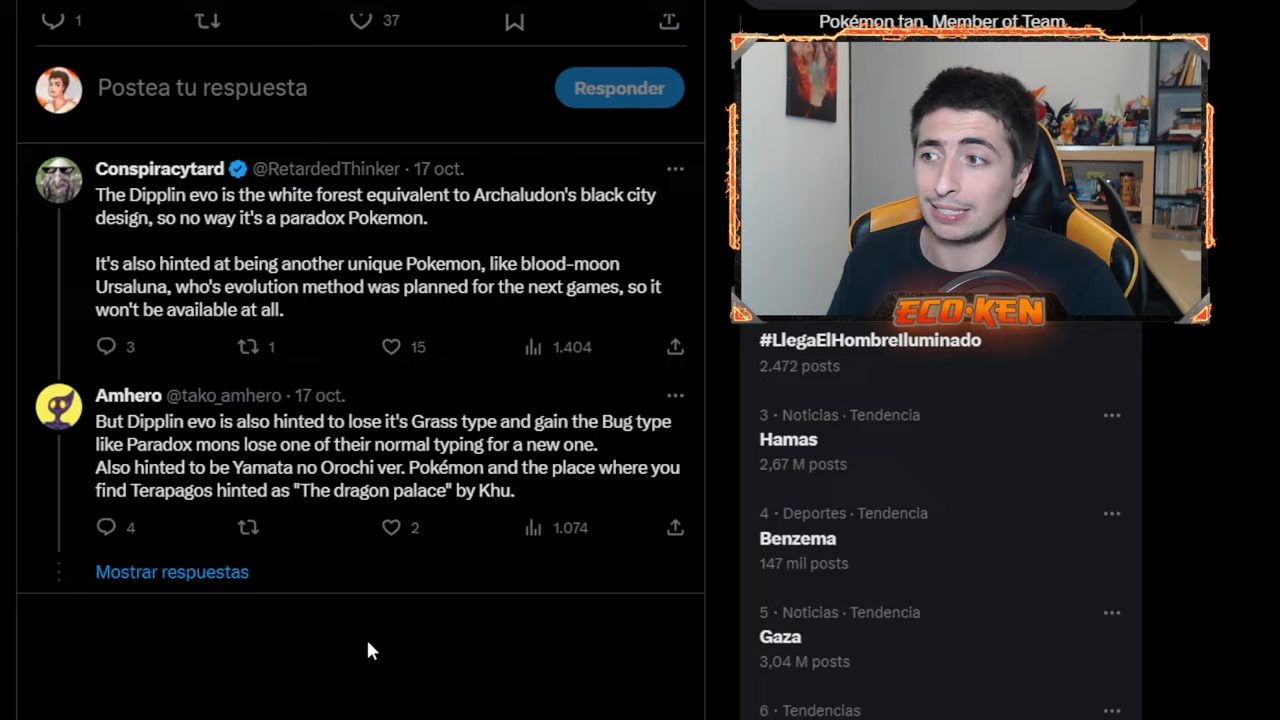 1
37
Postea tu respuesta
Responder
Conspiracytard @RetardedThinker · 17 oct.
The Dipplin evo is the white forest equivalent to Archaludon's black city
design, so no way it's a paradox Pokemon.
It's also hinted at being another unique Pokemon, like blood-moon
Ursaluna, who's evolution method was planned for the next games, so it
won't be available at all.
3
1
15
1.404
Amhero @tako_amhero · 17 oct.
But Dipplin evo is also hinted to lose it's Grass type and gain the Bug type
like Paradox mons lose one of their normal typing for a new one.
Also hinted to be Yamata no Orochi ver. Pokémon and the place where you
find Terapagos hinted as "The dragon palace" by Khu.
4
2
1.074
Mostrar respuestas
Pokémon fan. Member of Team
ECO·KEN
#LlegaElHombreIluminado
2.472 posts
3 · Noticias · Tendencia
Hamas
2,67 M posts
4 · Deportes · Tendencia
Benzema
147 mil posts
5 · Noticias · Tendencia
Gaza
3,04 M posts
6 · Tendencias